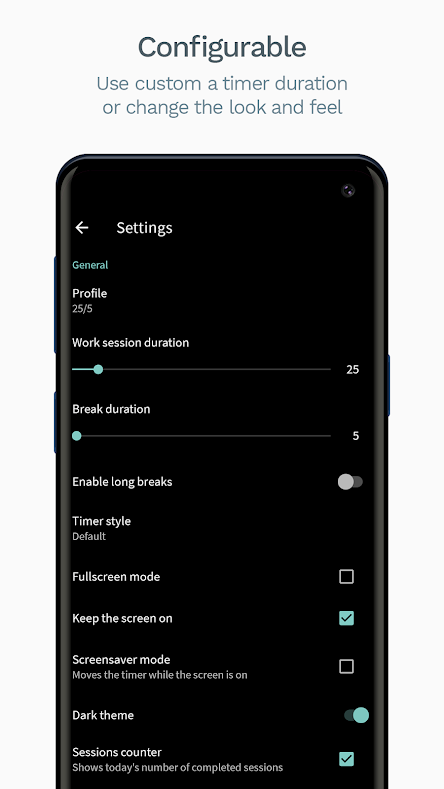 Configurable
Use custom a timer duration
or change the look and feel
Settings
General
Profile
25/5
Work session duration
25
Break duration
5
Enable long breaks
Timer style
Default
Fullscreen mode
Keep the screen on
Screensaver mode
Moves the timer while the screen is on
Dark theme
Sessions counter
Shows today's number of completed sessions